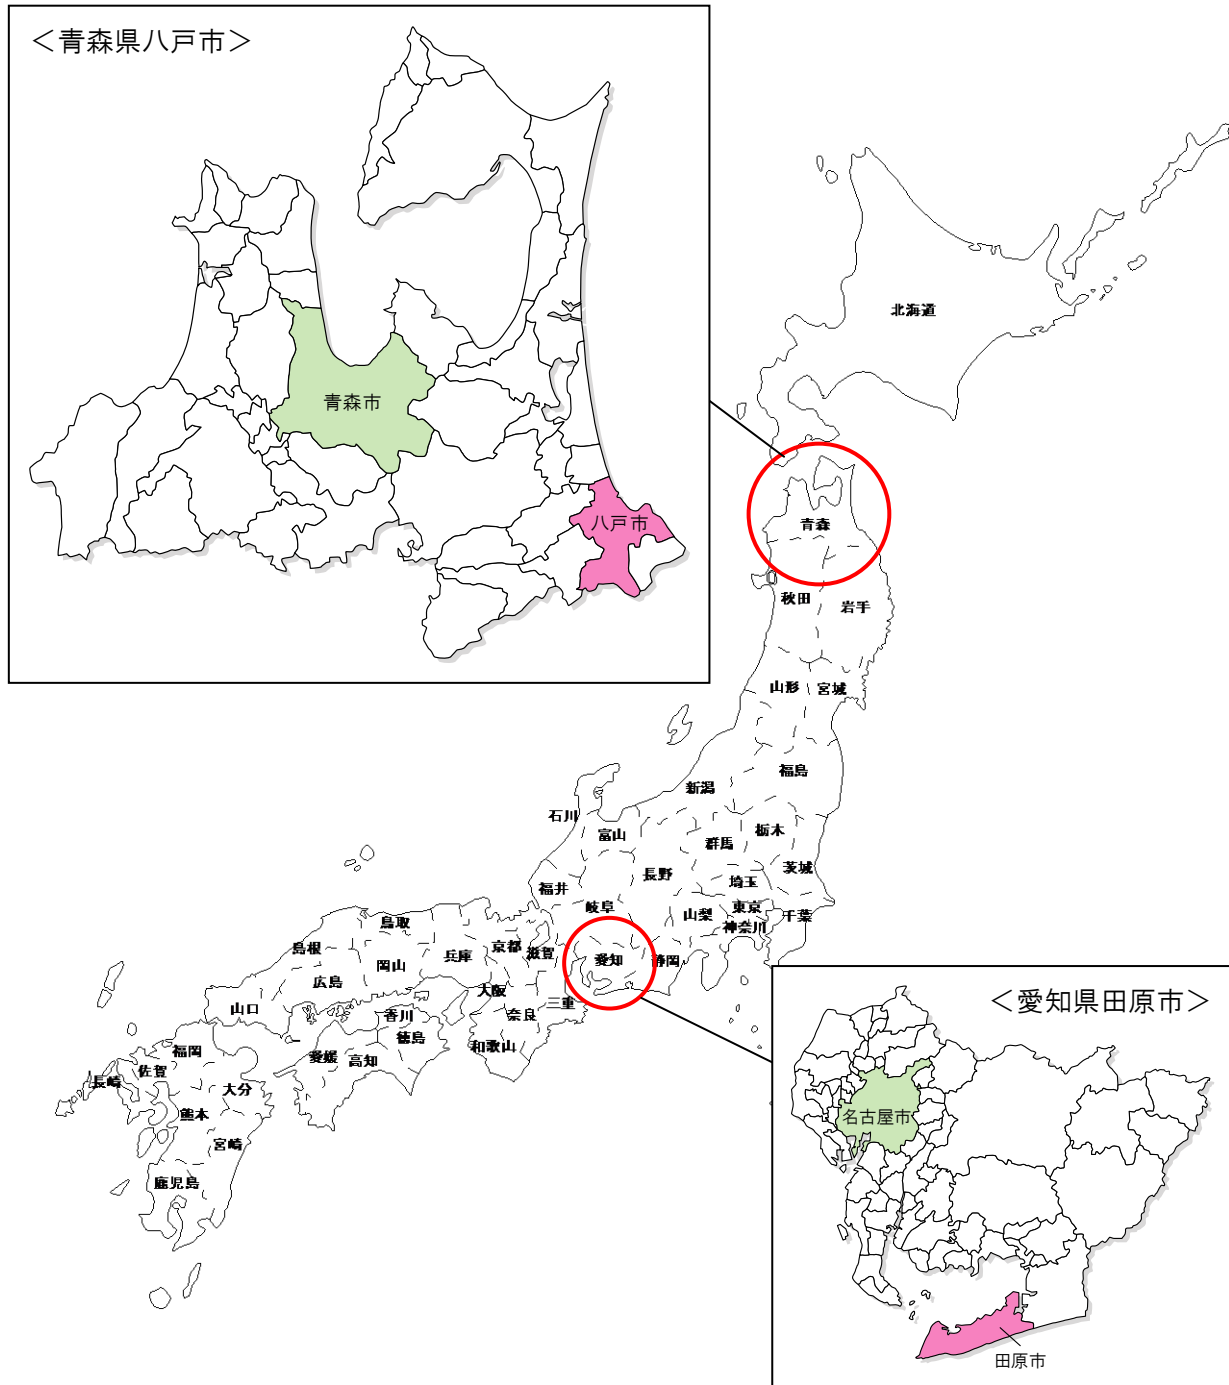 ＜青森県八戸市＞
青森市
八戸市
北海道
青森
秋田
岩手
山形
宮城
福島
新潟
石川
富山
群馬
栃木
茨城
福井
長野
埼玉
岐阜
山梨
東京
千葉
神奈川
鳥取
島根
岡山
兵庫
京都
滋賀
愛知
静岡
広島
大阪
三重
山口
香川
奈良
徳島
和歌山
愛媛
高知
福岡
佐賀
長崎
大分
熊本
宮崎
鹿児島
＜愛知県田原市＞
名古屋市
田原市